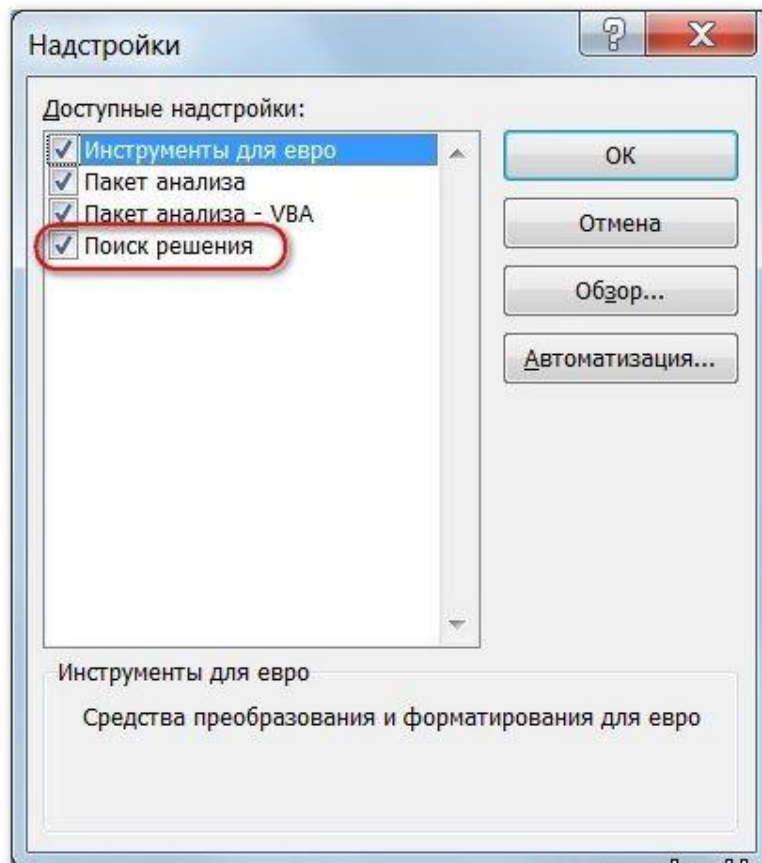 Надстройки
Доступные надстройки:
Инструменты для евро
Пакет анализа
Пакет анализа - VBA
Поиск решения
ОК
Отмена
Обзор...
Автоматизация...
Инструменты для евро
Средства преобразования и форматирования для евро